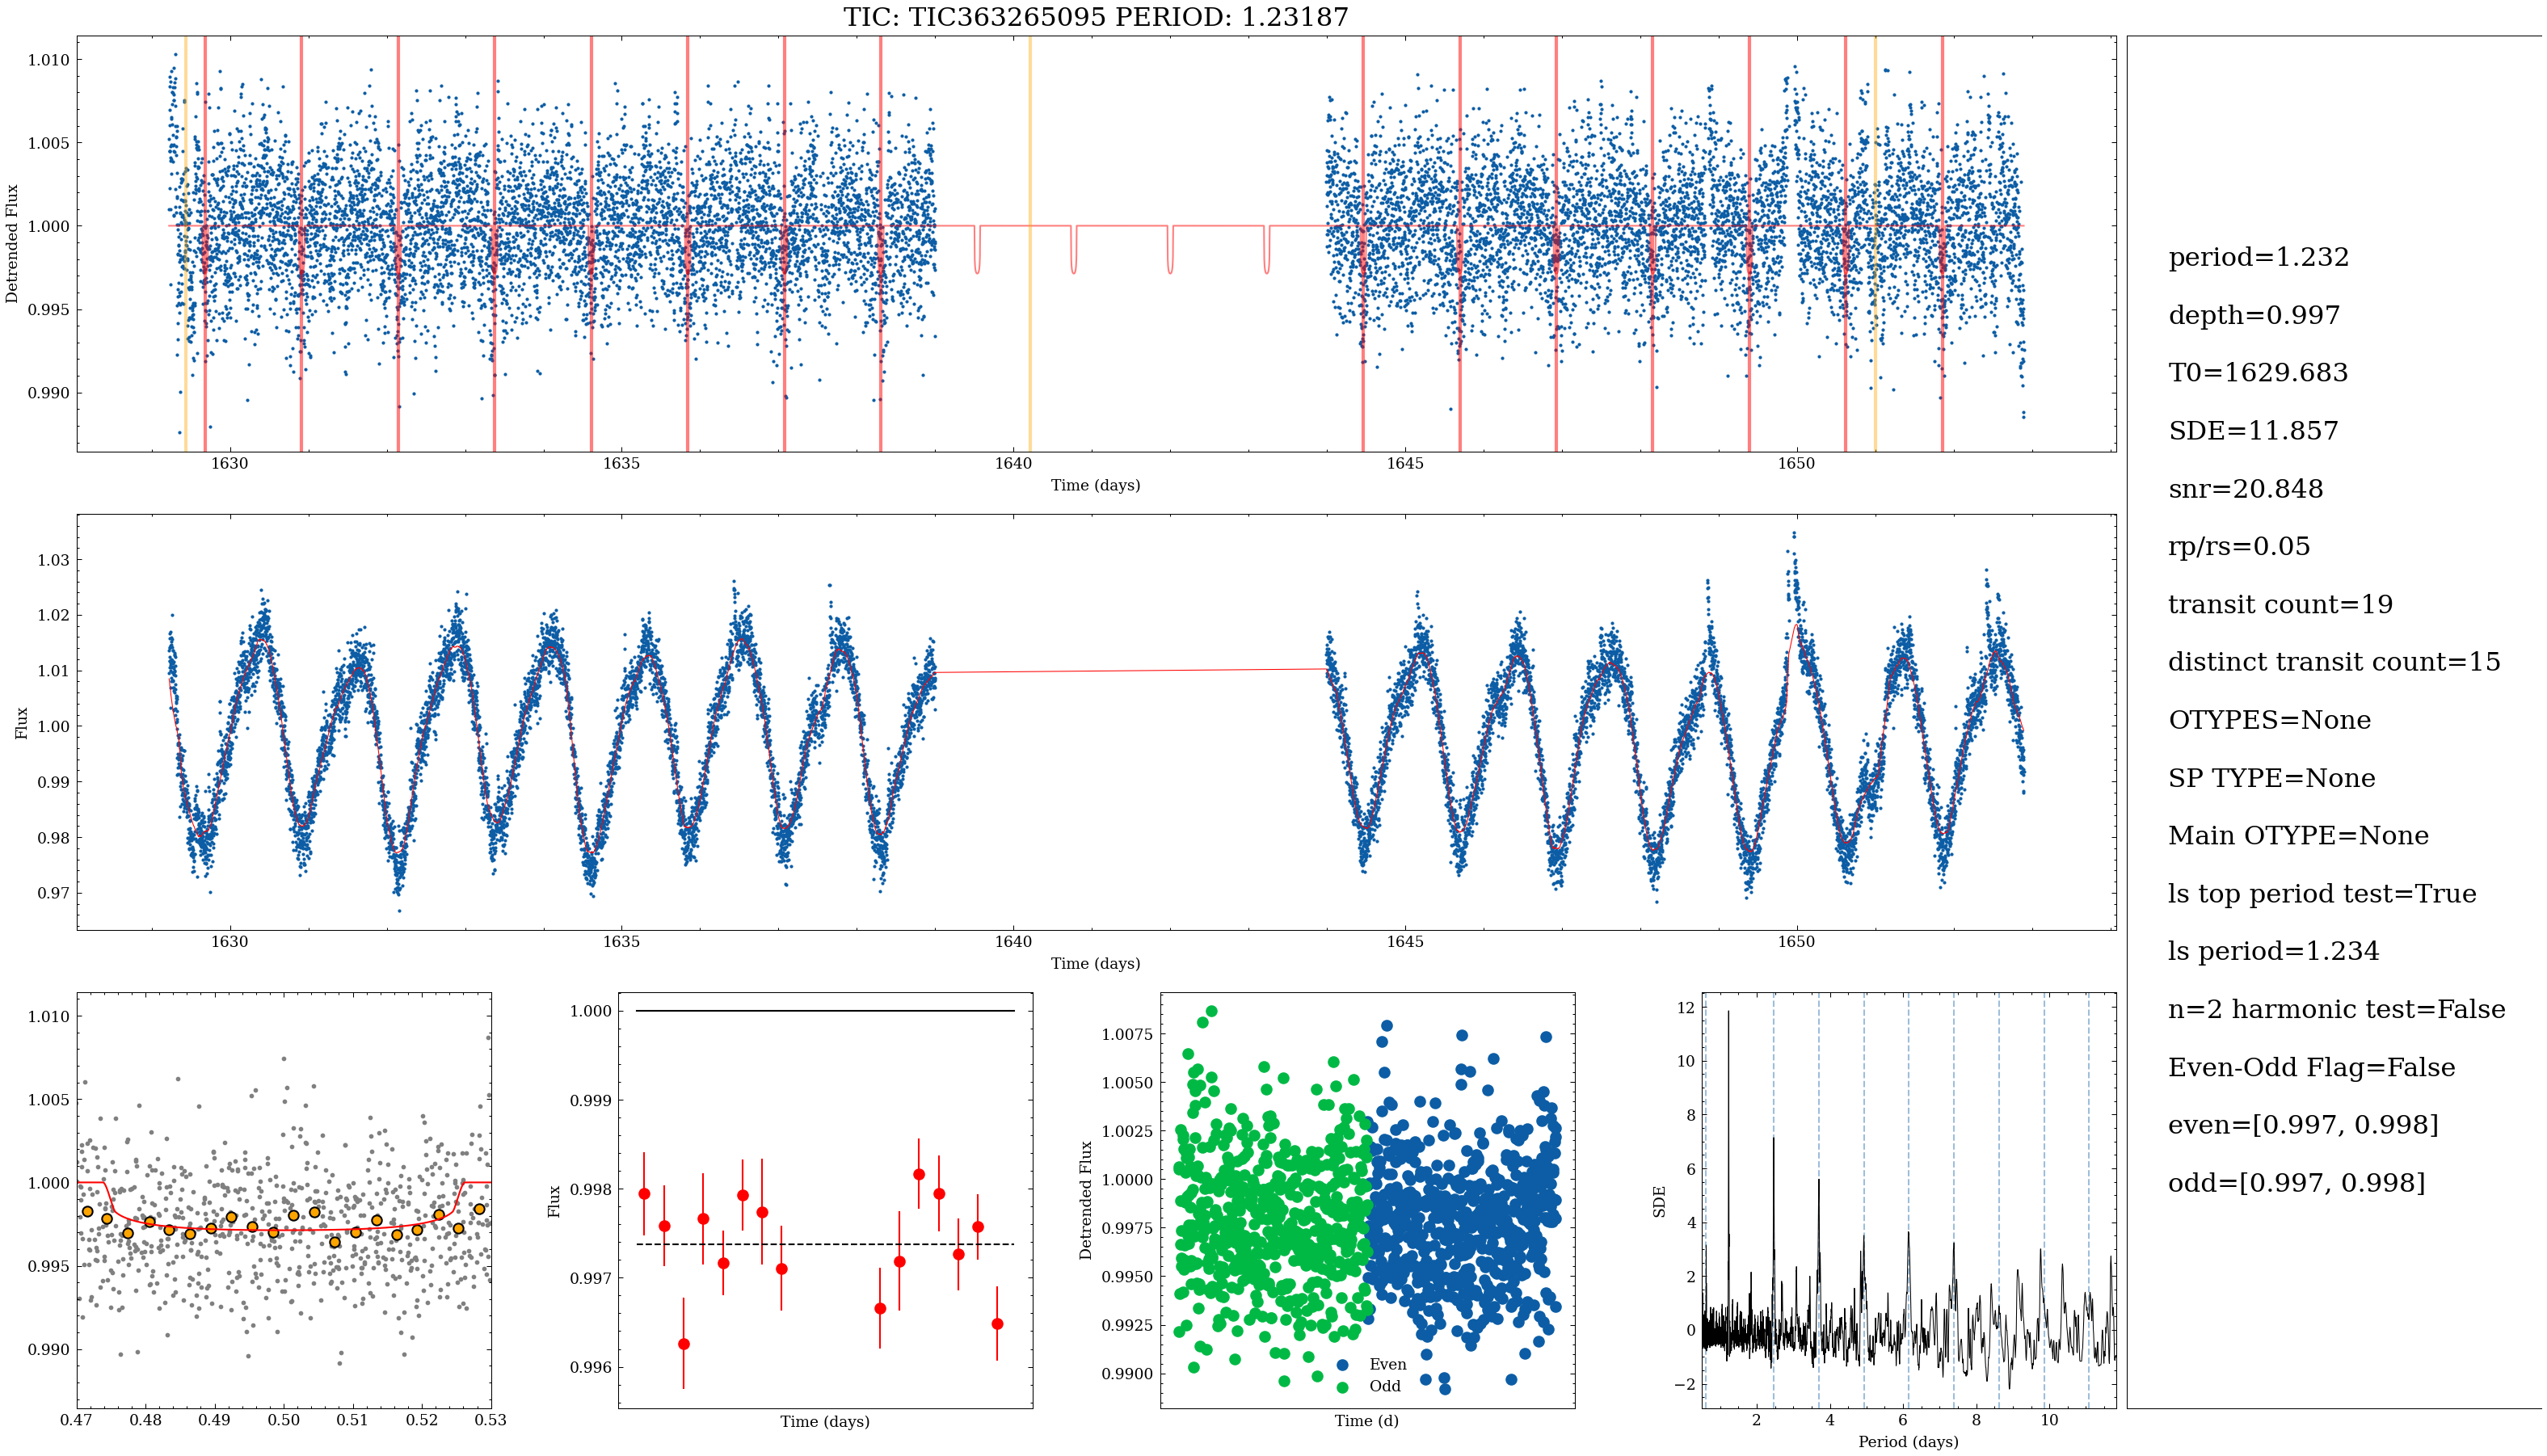 TIC: TIC363265095 PERIOD: 1.23187
1.010
1.005
1.000
0.995
0.990
Detrended Flux
1630
1635
1640
1645
1650
Time (days)
1.03
1.02
1.01
1.00
0.99
0.98
0.97
Flux
1630
1635
1640
1645
1650
Time (days)
1.010
1.005
1.000
0.995
0.990
0.47
0.48
0.49
0.50
0.51
0.52
0.53
1.000
0.999
0.998
0.997
0.996
Flux
Time (days)
1.0075
1.0050
1.0025
1.0000
0.9975
0.9950
0.9925
0.9900
Detrended Flux
Even
Odd
Time (d)
12
10
8
6
4
2
0
−2
SDE
2
4
6
8
10
Period (days)
period=1.232
depth=0.997
T0=1629.683
SDE=11.857
snr=20.848
rp/rs=0.05
transit count=19
distinct transit count=15
OTYPES=None
SP TYPE=None
Main OTYPE=None
ls top period test=True
ls period=1.234
n=2 harmonic test=False
Even-Odd Flag=False
even=[0.997, 0.998]
odd=[0.997, 0.998]